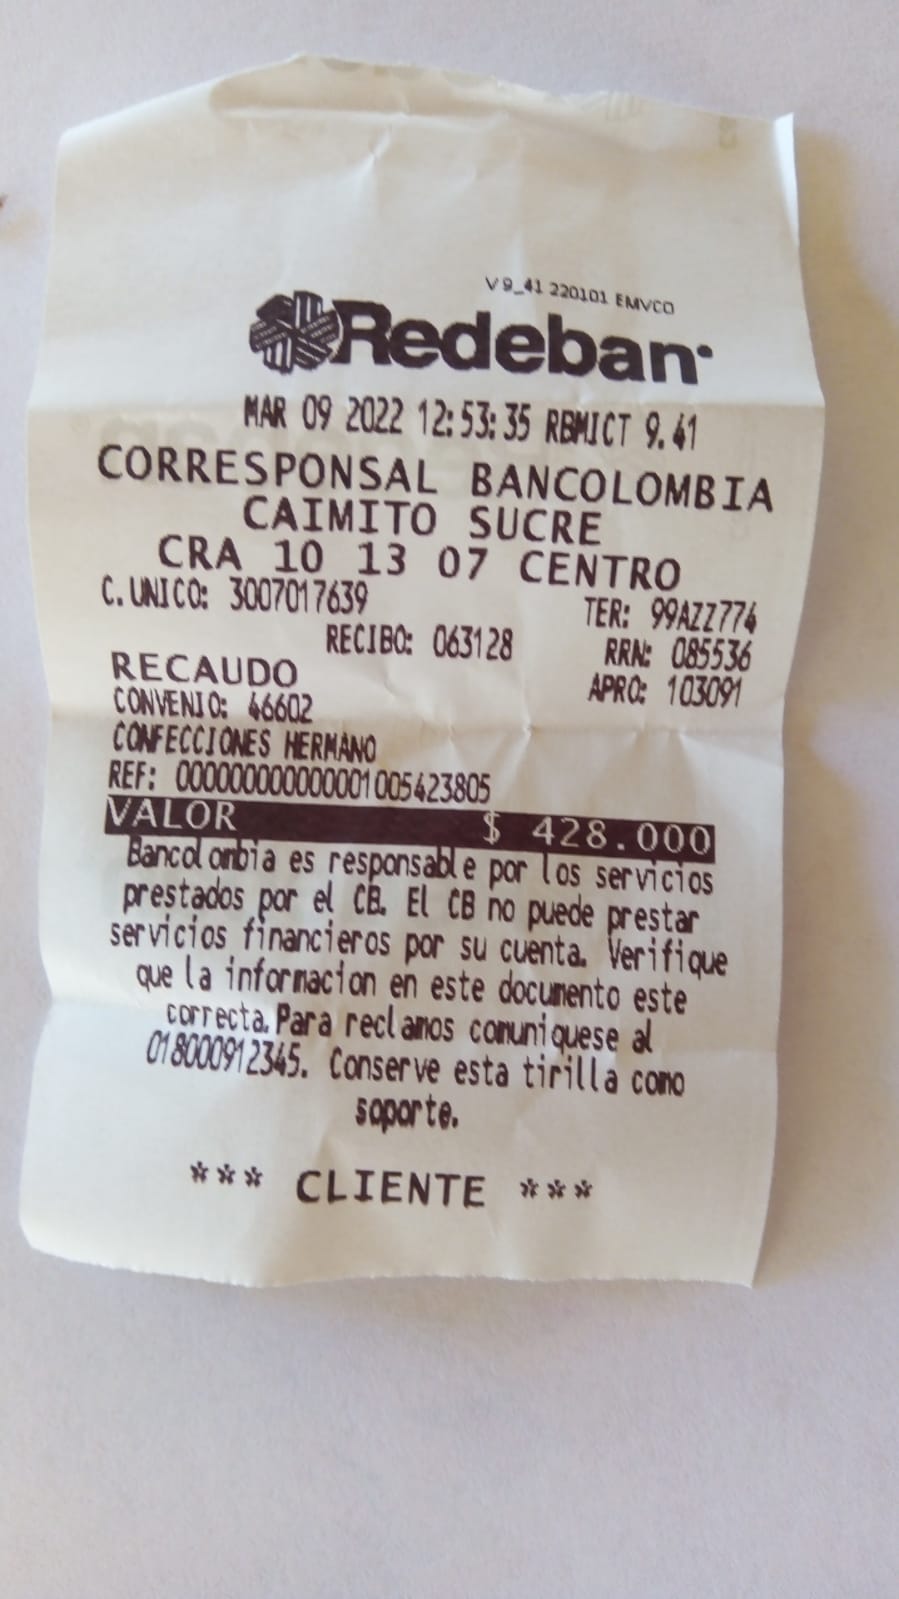 V 9_41 220101 EMVCO
Redeban
MAR 09 2022 12:53:35 RBMICT 9.41
CORRESPONSAL BANCOLOMBIA
CAIMITO SUCRE
CRA 10 13 07 CENTRO
C. UNICO: 3007017639 TER: 99AZZ774
RECIBO: 063128 RRN: 085536
RECAUDO APRO: 103091
CONVENIO: 46602
CONFECCIONES HERMANO
REF: 00000000000001005423805
VALOR $ 428.000
Bancolombia es responsable por los servicios
prestados por el CB. El CB no puede prestar
servicios financieros por su cuenta. Verifique
que la informacion en este documento este
correcta. Para reclamos comuniquese al
018000912345. Conserve esta tirilla como
soporte.
*** CLIENTE ***